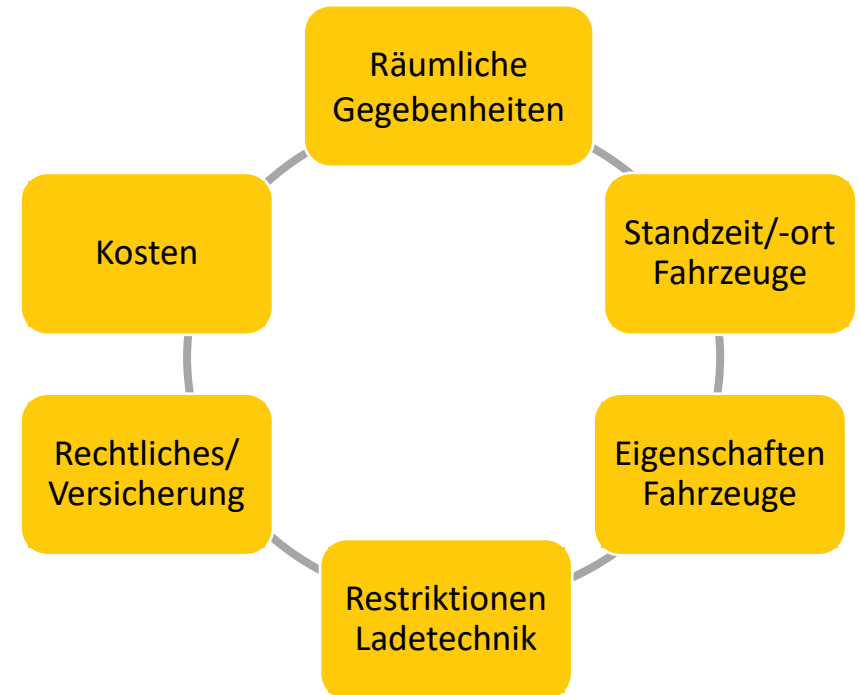 Räumliche
Gegebenheiten
Standzeit/-ort
Fahrzeuge
Eigenschaften
Fahrzeuge
Restriktionen
Ladetechnik
Rechtliches/
Versicherung
Kosten